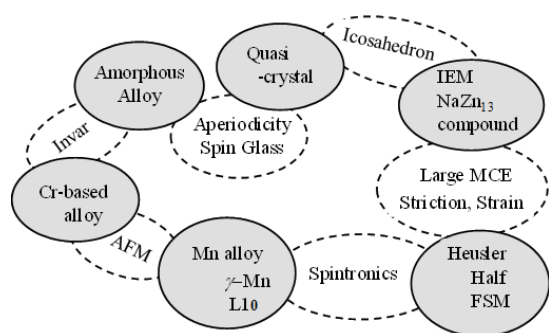 Icosahedron
Quasi
-crystal
Amorphous
Alloy
IEM
NaZn13
compound
Aperiodicity
Spin Glass
Invar
Large MCE
Striction, Strain
Cr-based
alloy
AFM
Mn alloy
γ-Mn
L10
Spintronics
Heusler
Half
FSM